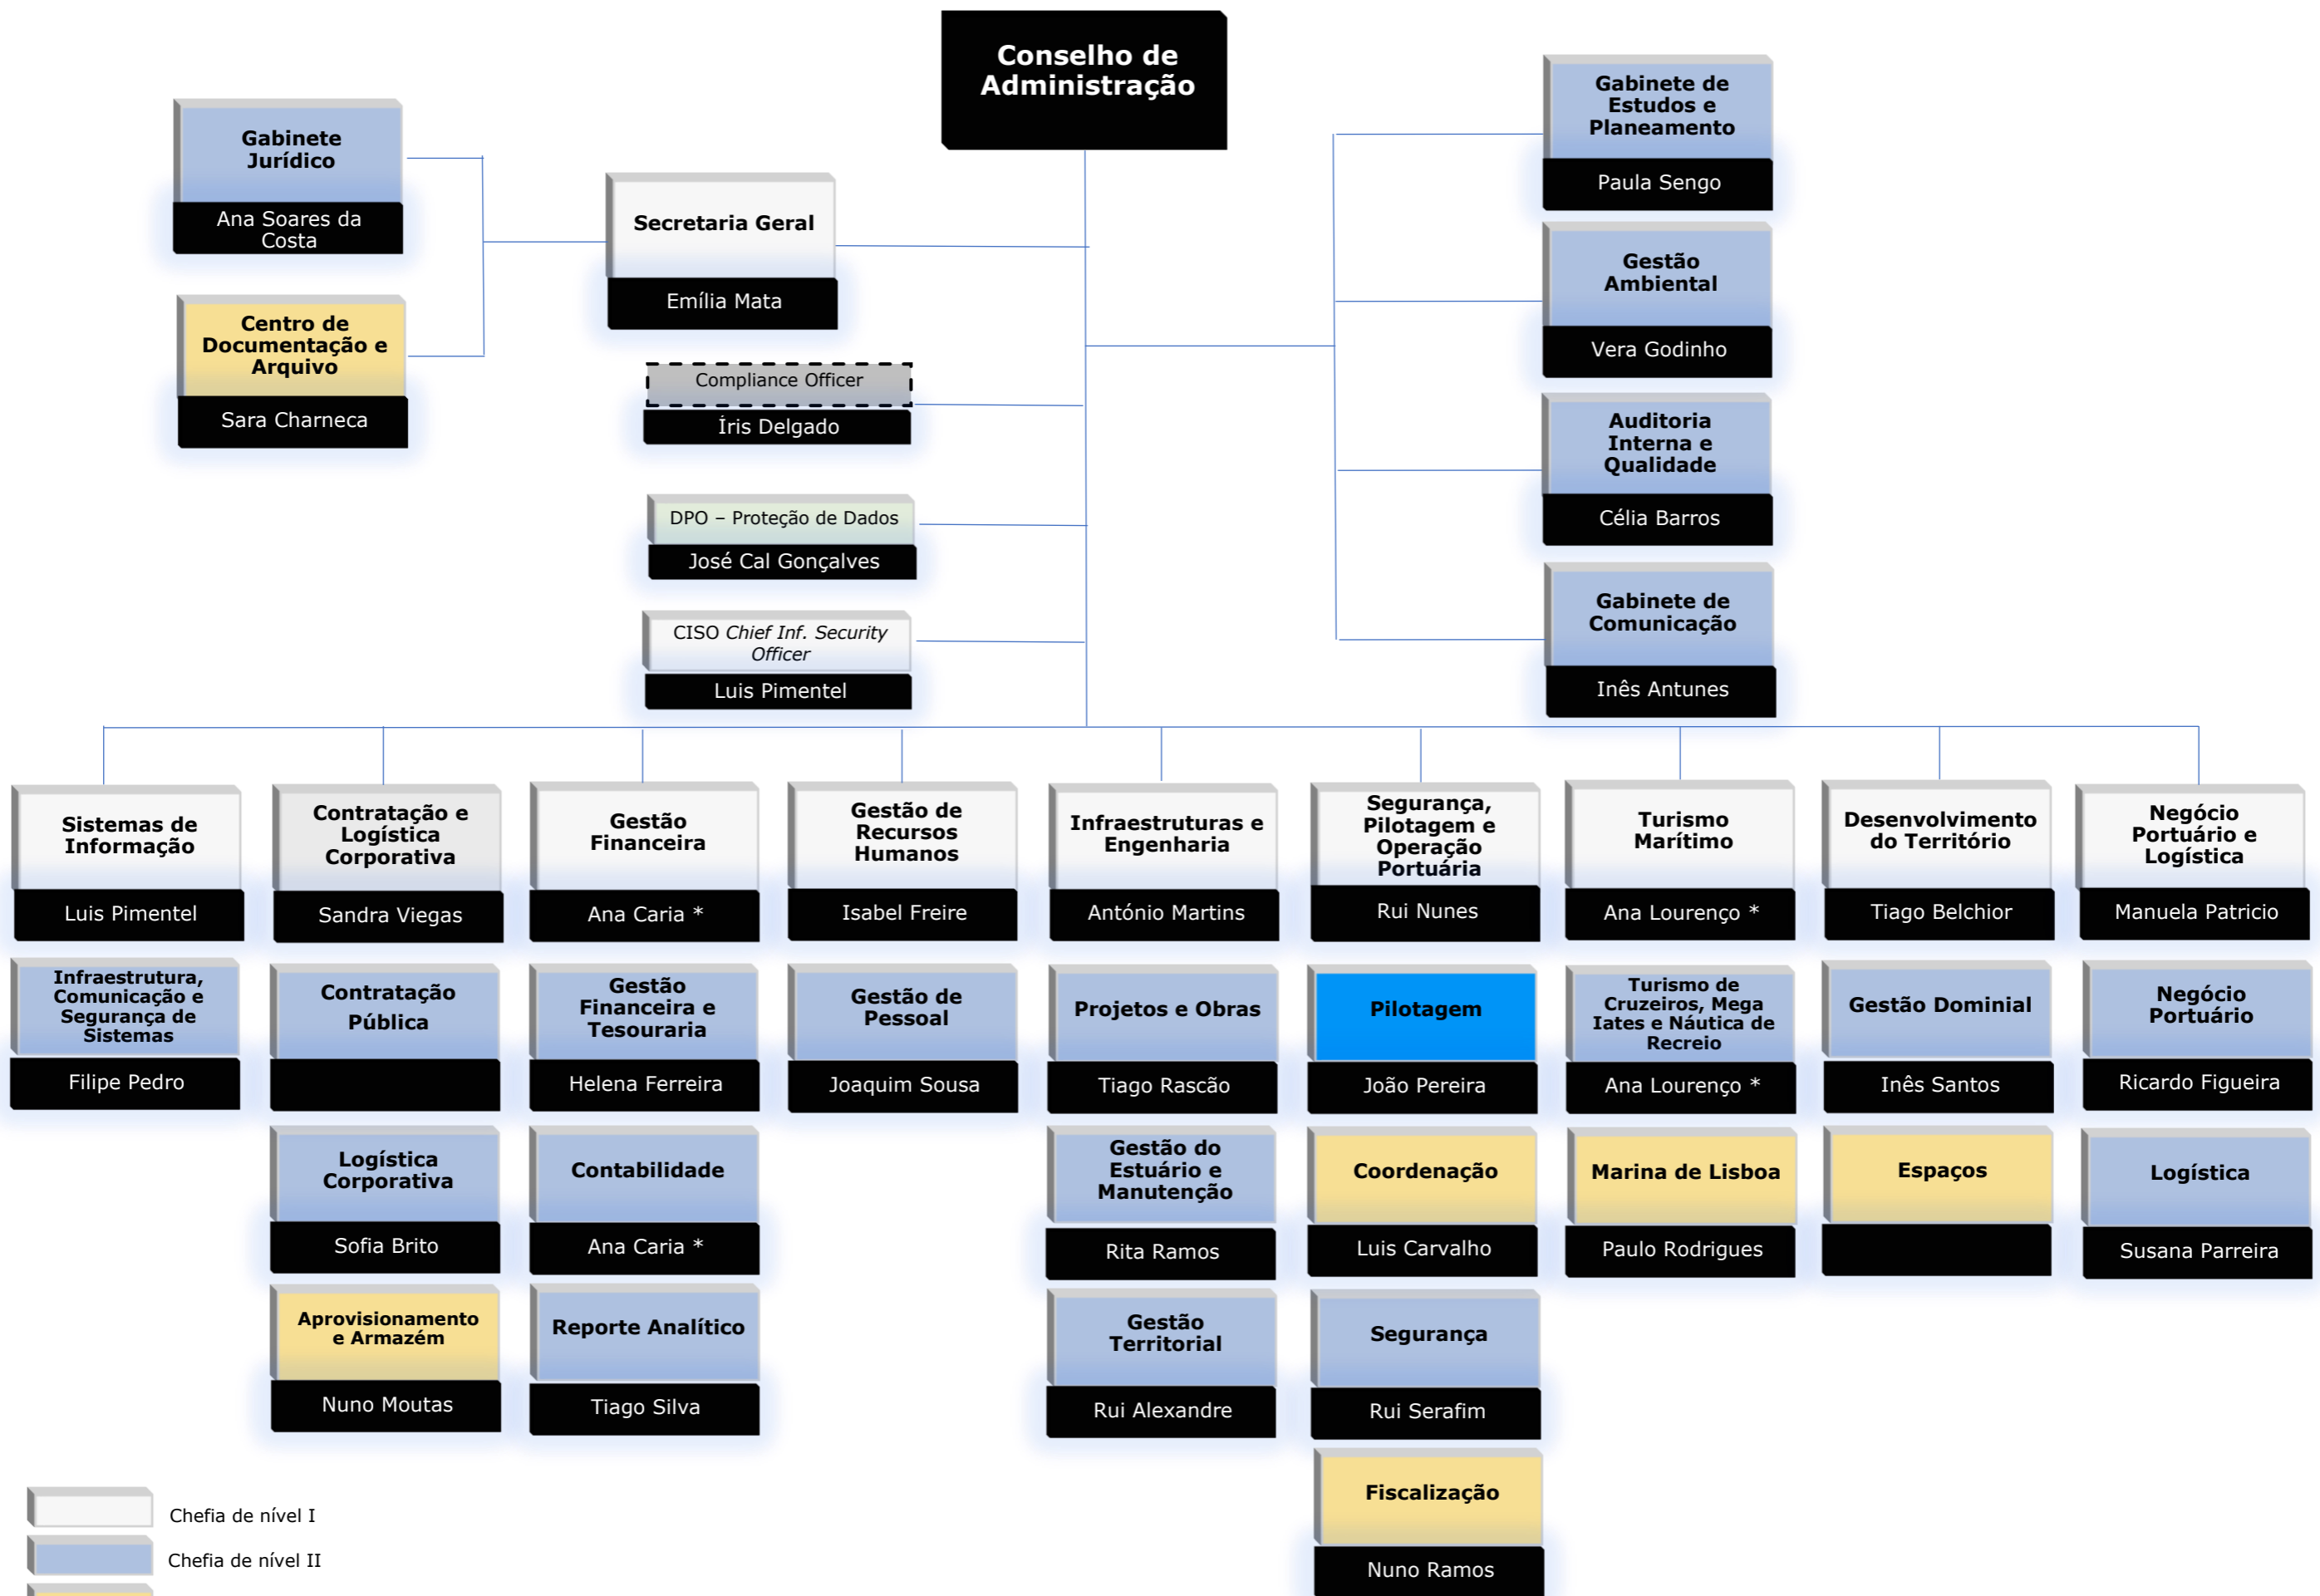 Conselho de
Administração
Gabinete
Jurídico
Ana Soares da
Costa
Centro de
Documentação e
Arquivo
Sara Charneca
Secretaria Geral
Emília Mata
Compliance Officer
Íris Delgado
DPO – Proteção de Dados
José Cal Gonçalves
CISO Chief Inf. Security
Officer
Luis Pimentel
Gabinete de
Estudos e
Planeamento
Paula Sengo
Gestão
Ambiental
Vera Godinho
Auditoria
Interna e
Qualidade
Célia Barros
Gabinete de
Comunicação
Inês Antunes
Sistemas de
Informação
Luis Pimentel
Infraestrutura,
Comunicação e
Segurança de
Sistemas
Filipe Pedro
Contratação e
Logística
Corporativa
Sandra Viegas
Contratação
Pública
Logística
Corporativa
Sofia Brito
Aprovisionamento
e Armazém
Nuno Moutas
Gestão
Financeira
Ana Caria *
Gestão
Financeira e
Tesouraria
Helena Ferreira
Contabilidade
Ana Caria *
Reporte Analítico
Tiago Silva
Gestão de
Recursos
Humanos
Isabel Freire
Gestão de
Pessoal
Joaquim Sousa
Infraestruturas e
Engenharia
António Martins
Projetos e Obras
Tiago Rascão
Gestão do
Estuário e
Manutenção
Rita Ramos
Gestão
Territorial
Rui Alexandre
Segurança,
Pilotagem e
Operação
Portuária
Rui Nunes
Pilotagem
João Pereira
Coordenação
Luis Carvalho
Segurança
Rui Serafim
Fiscalização
Nuno Ramos
Turismo
Marítimo
Ana Lourenço *
Turismo de
Cruzeiros, Mega
Iates e Náutica de
Recreio
Ana Lourenço *
Marina de Lisboa
Paulo Rodrigues
Desenvolvimento
do Território
Tiago Belchior
Gestão Dominial
Inês Santos
Espaços
Negócio
Portuário e
Logística
Manuela Patricio
Negócio
Portuário
Ricardo Figueira
Logística
Susana Parreira
Chefia de nível I
Chefia de nível II